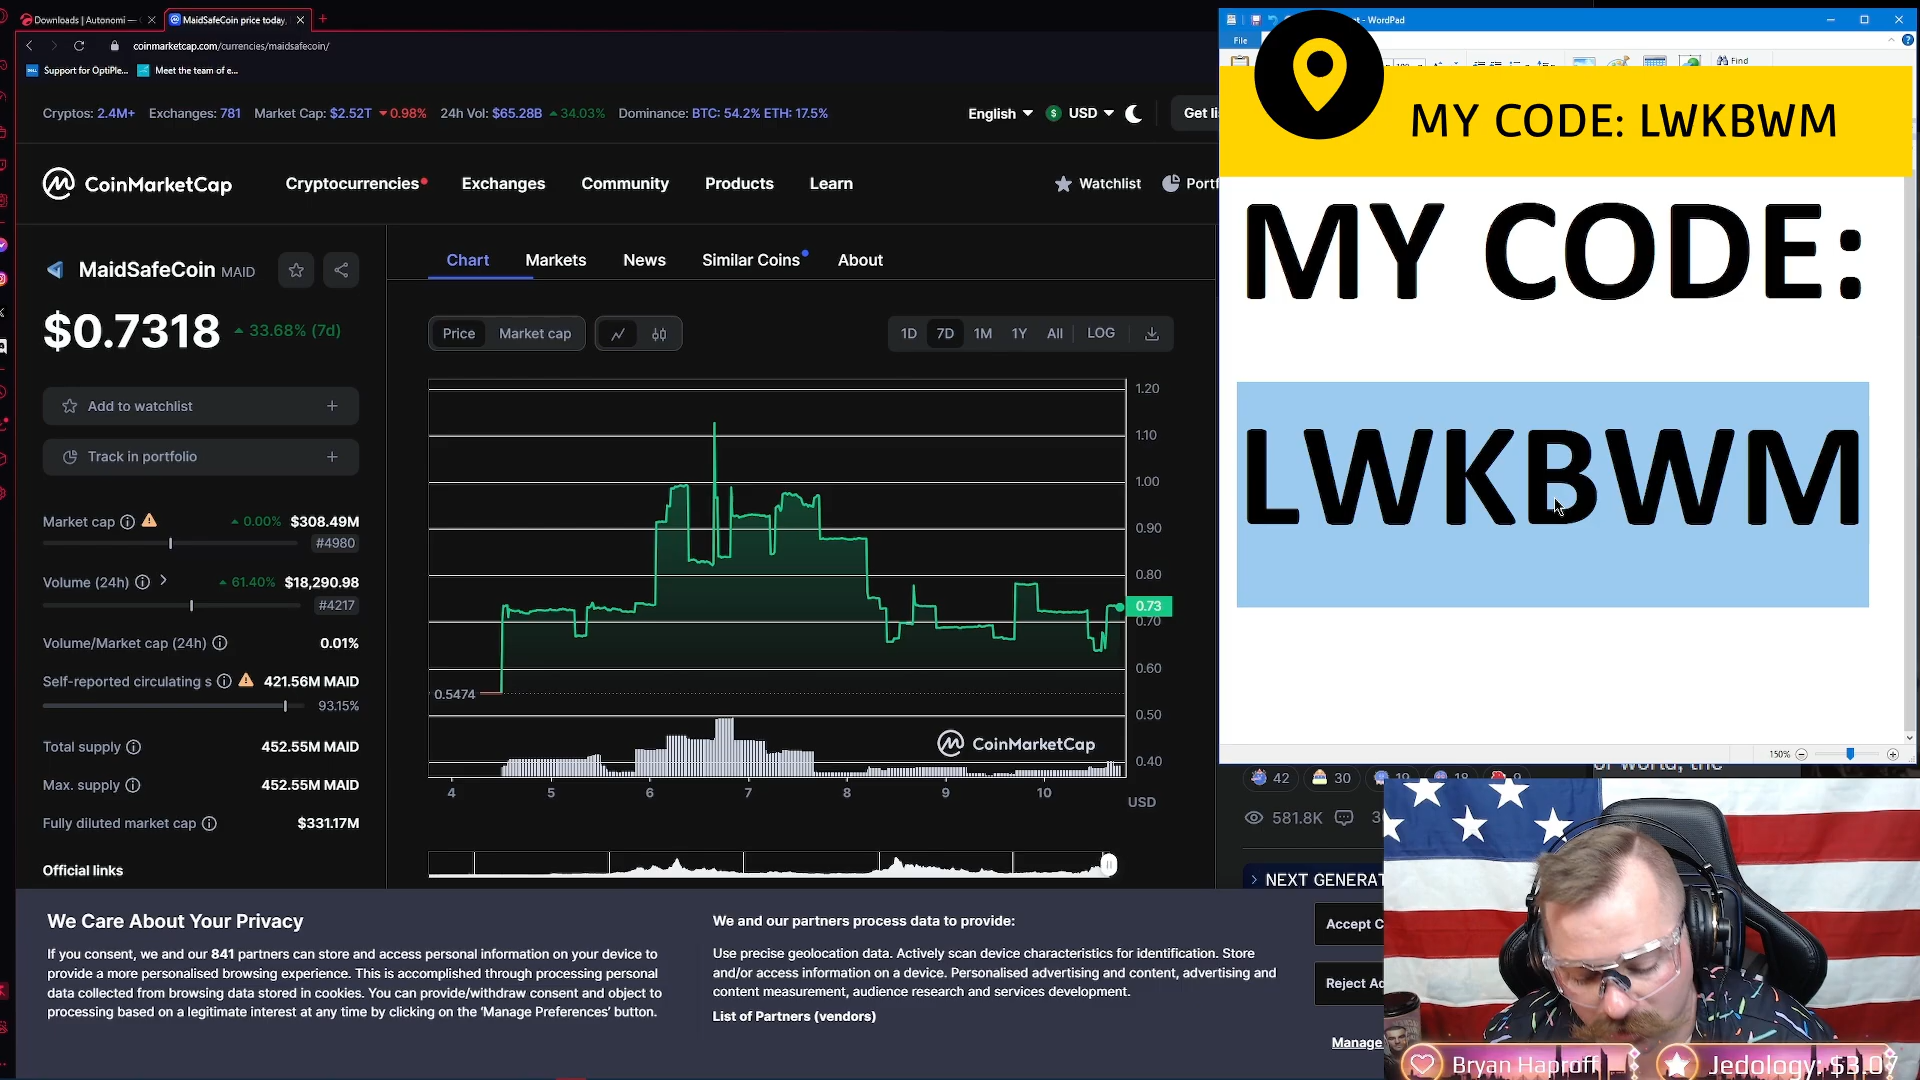 Downloads | Autonomi —
MaidSafeCoin price today,
coinmarketcap.com/currencies/maidsafecoin/
Support for OptiPle...
Meet the team of e...
Cryptos: 2.4M+
Exchanges: 781
Market Cap: $2.52T 0.98%
24h Vol: $65.28B 34.03%
Dominance: BTC: 54.2% ETH: 17.5%
English
USD
CoinMarketCap
Cryptocurrencies
Exchanges
Community
Products
Learn
Watchlist
MaidSafeCoin MAID
$0.7318 33.68% (7d)
Add to watchlist +
Track in portfolio +
Market cap 0.00% $308.49M
#4980
Volume (24h) 61.40% $18,290.98
#4217
Volume/Market cap (24h) 0.01%
Self-reported circulating s 421.56M MAID
93.15%
Total supply 452.55M MAID
Max. supply 452.55M MAID
Fully diluted market cap $331.17M
Official links
Chart
Markets
News
Similar Coins
About
Price
Market cap
1D
7D
1M
1Y
All
LOG
1.20
1.10
1.00
0.90
0.80
0.73
0.70
0.60
0.5474
0.50
0.40
CoinMarketCap
4 5 6 7 8 9 10
USD
We Care About Your Privacy
If you consent, we and our 841 partners can store and access personal information on your device to
provide a more personalised browsing experience. This is accomplished through processing personal
data collected from browsing data stored in cookies. You can provide/withdraw consent and object to
processing based on a legitimate interest at any time by clicking on the ‘Manage Preferences’ button.
We and our partners process data to provide:
Use precise geolocation data. Actively scan device characteristics for identification. Store
and/or access information on a device. Personalised advertising and content, advertising and
content measurement, audience research and services development.
List of Partners (vendors)
Accept
Reject
Manage
- WordPad
File
Find
MY CODE: LWKBWM
MY CODE:
LWKBWM
150%
42
30
581.8K
NEXT
Bryan Haproff
Jedology: $3.07